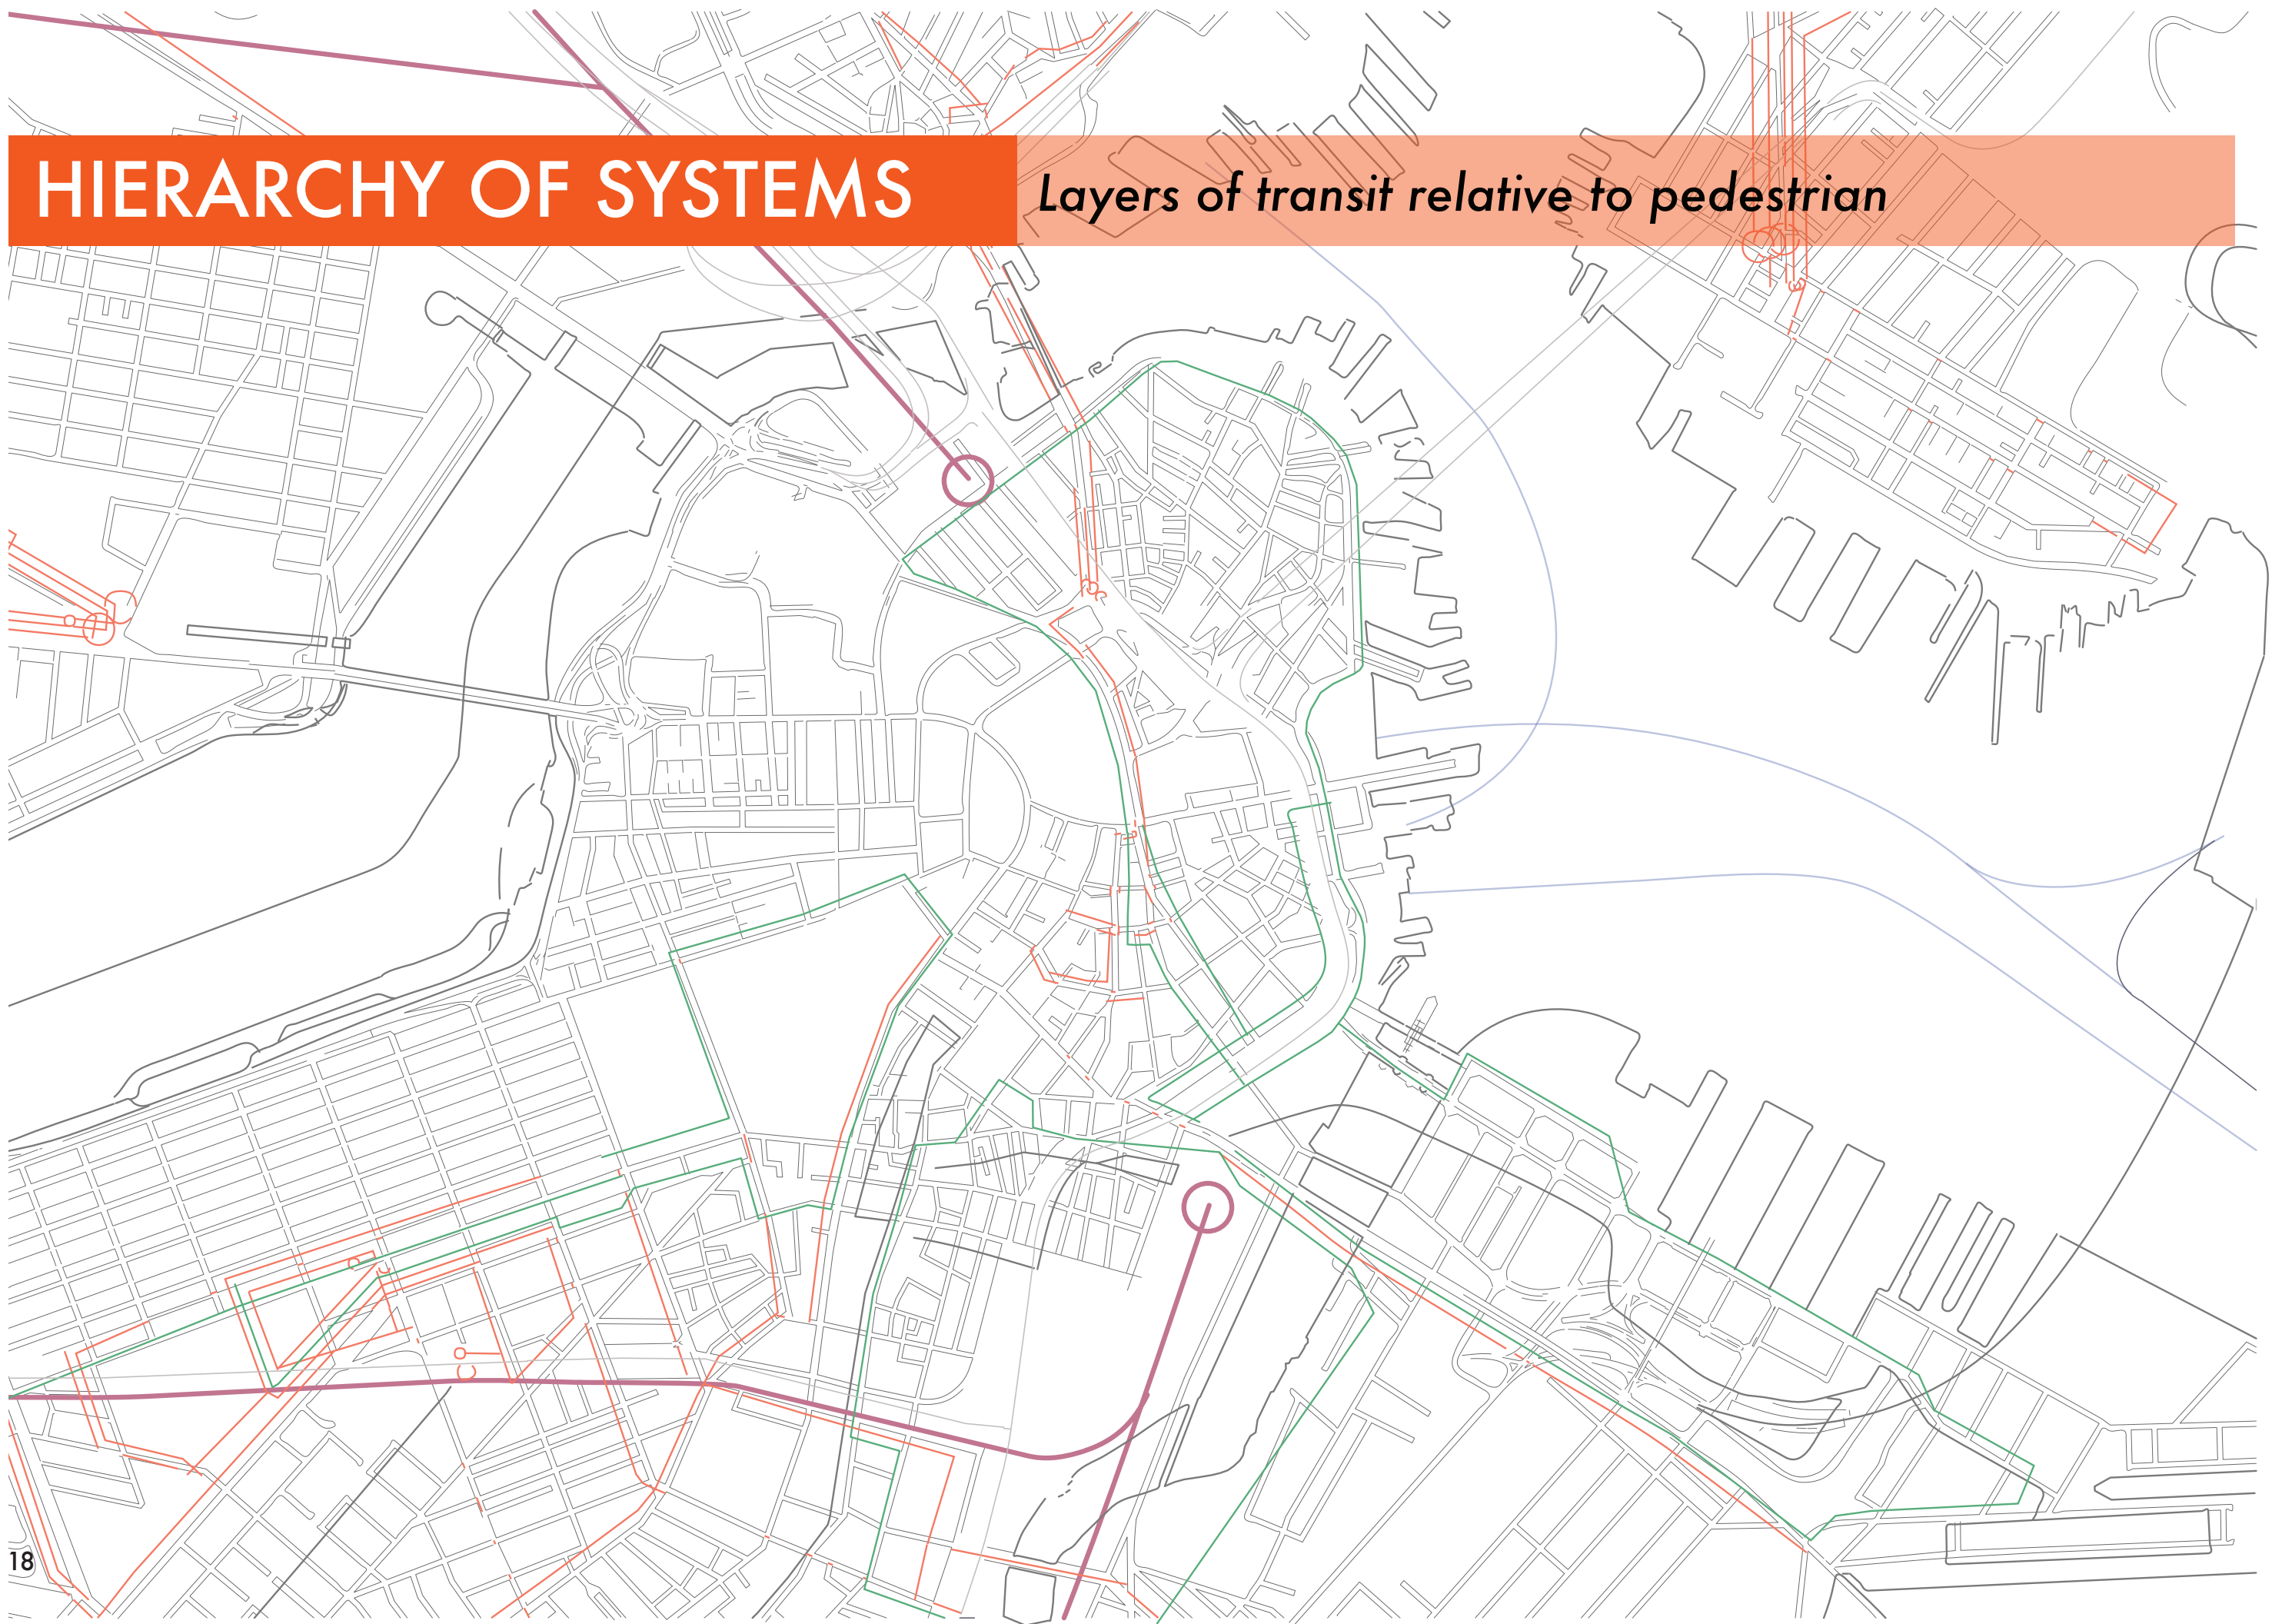 HIERARCHY OF SYSTEMS
Layers of transit relative to pedestrian
18